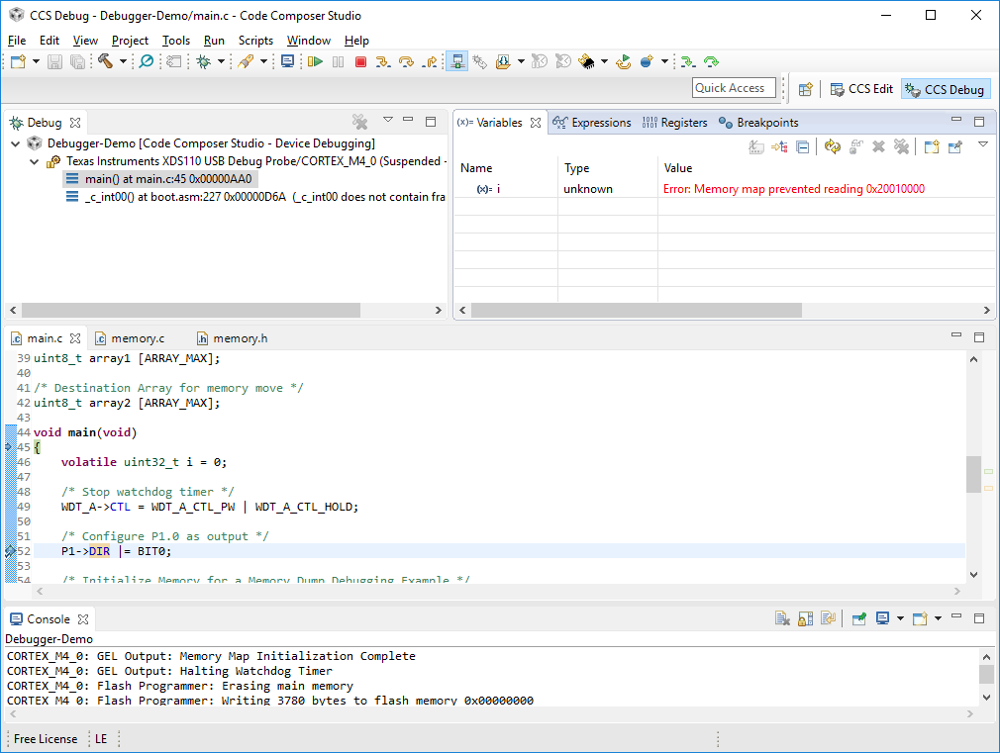 CCS Debug - Debugger-Demo/main.c - Code Composer Studio
File Edit View Project Tools Run Scripts Window Help
Quick Access
CCS Edit
CCS Debug
Debug
Debugger-Demo [Code Composer Studio - Device Debugging]
Texas Instruments XDS110 USB Debug Probe/CORTEX_M4_0 (Suspended -
main() at main.c:45 0x00000AA0
_c_int00() at boot.asm:227 0x00000D6A (_c_int00 does not contain fra
(x)= Variables
Expressions
1010 0101 Registers
Breakpoints
Name Type Value
(x)= i unknown Error: Memory map prevented reading 0x20010000
main.c memory.c memory.h
39 uint8_t array1 [ARRAY_MAX];
40
41 /* Destination Array for memory move */
42 uint8_t array2 [ARRAY_MAX];
43
44 void main(void)
45 {
46 volatile uint32_t i = 0;
47
48 /* Stop watchdog timer */
49 WDT_A->CTL = WDT_A_CTL_PW | WDT_A_CTL_HOLD;
50
51 /* Configure P1.0 as output */
52 P1->DIR |= BIT0;
53
54 /* Initialize Memory for a Memory Dump Debugging Example */
Console
Debugger-Demo
CORTEX_M4_0: GEL Output: Memory Map Initialization Complete
CORTEX_M4_0: GEL Output: Halting Watchdog Timer
CORTEX_M4_0: Flash Programmer: Erasing main memory
CORTEX_M4_0: Flash Programmer: Writing 3780 bytes to flash memory 0x00000000
Free License LE